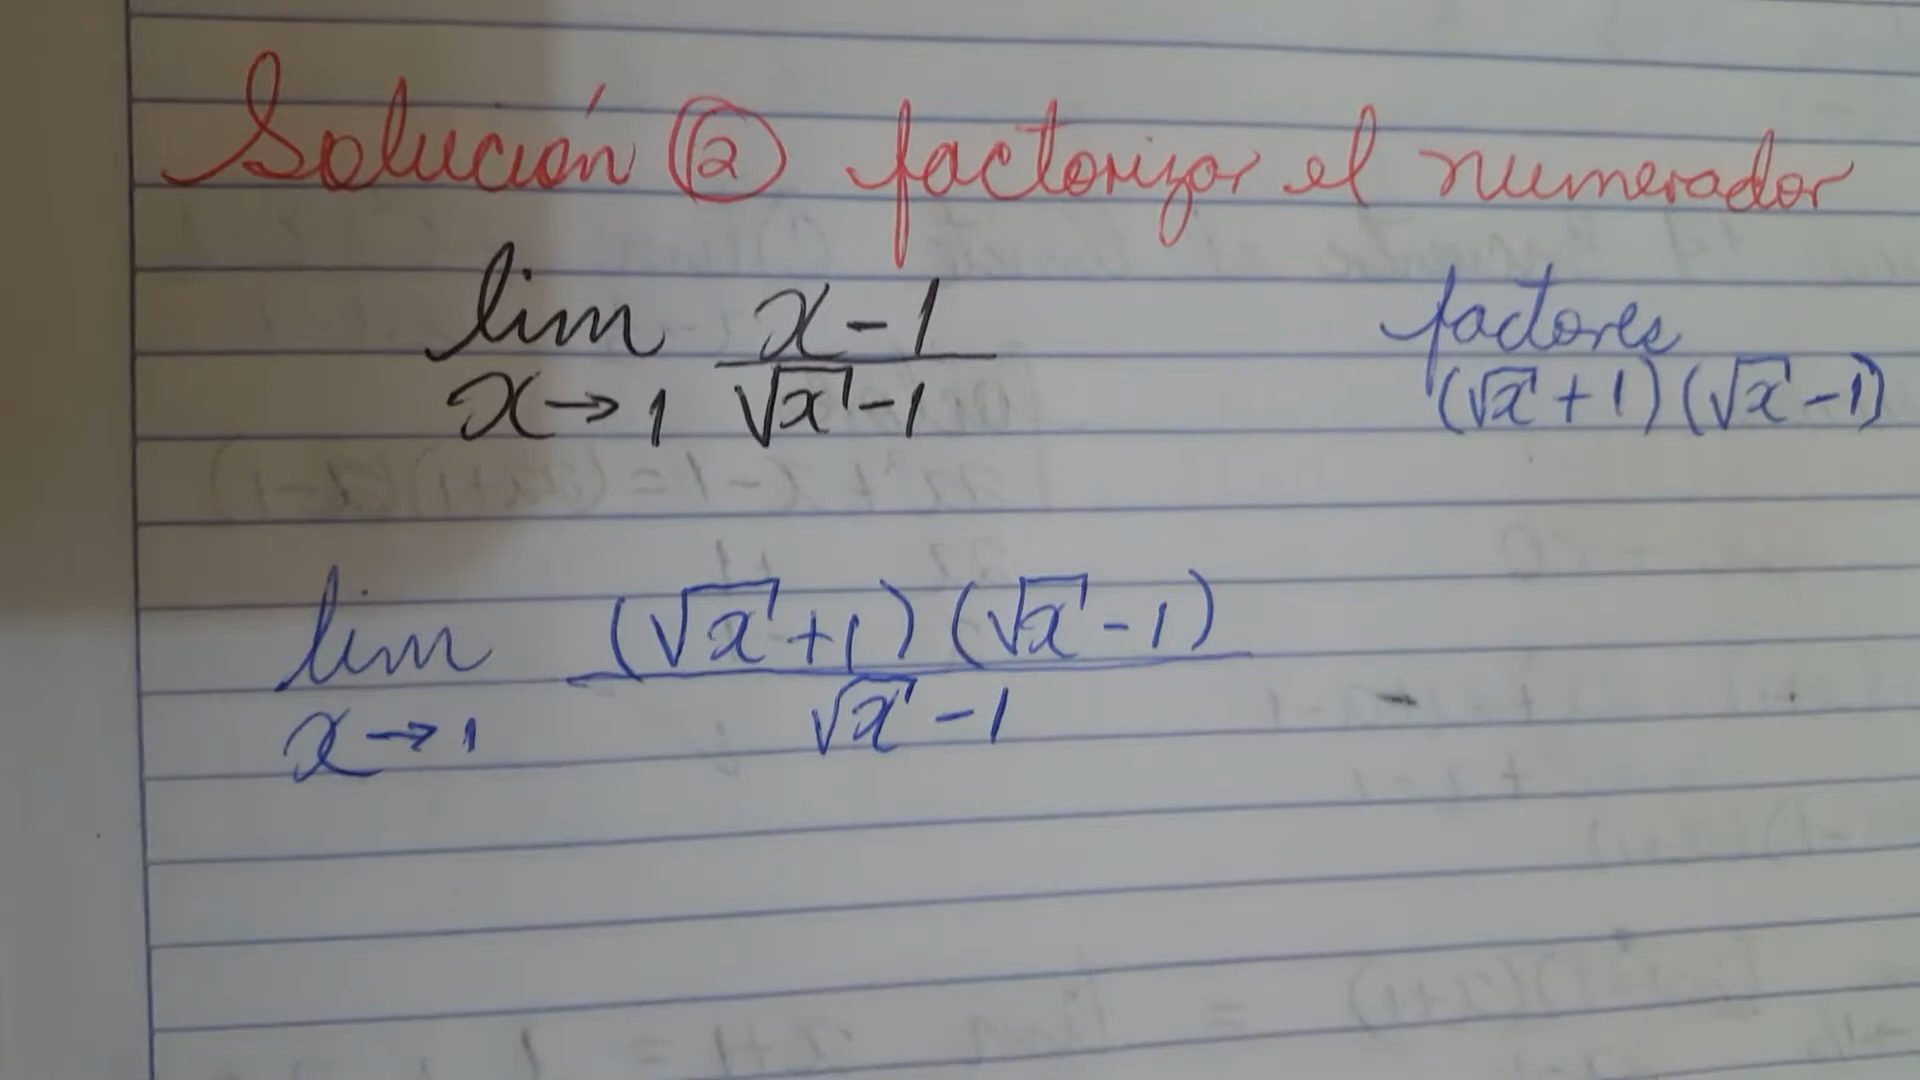 Solución ② factorizar el numerador
lim x-1
x→1 √x-1
factores
(√x+1)(√x-1)
lim (√x+1)(√x-1)
x→1 √x-1